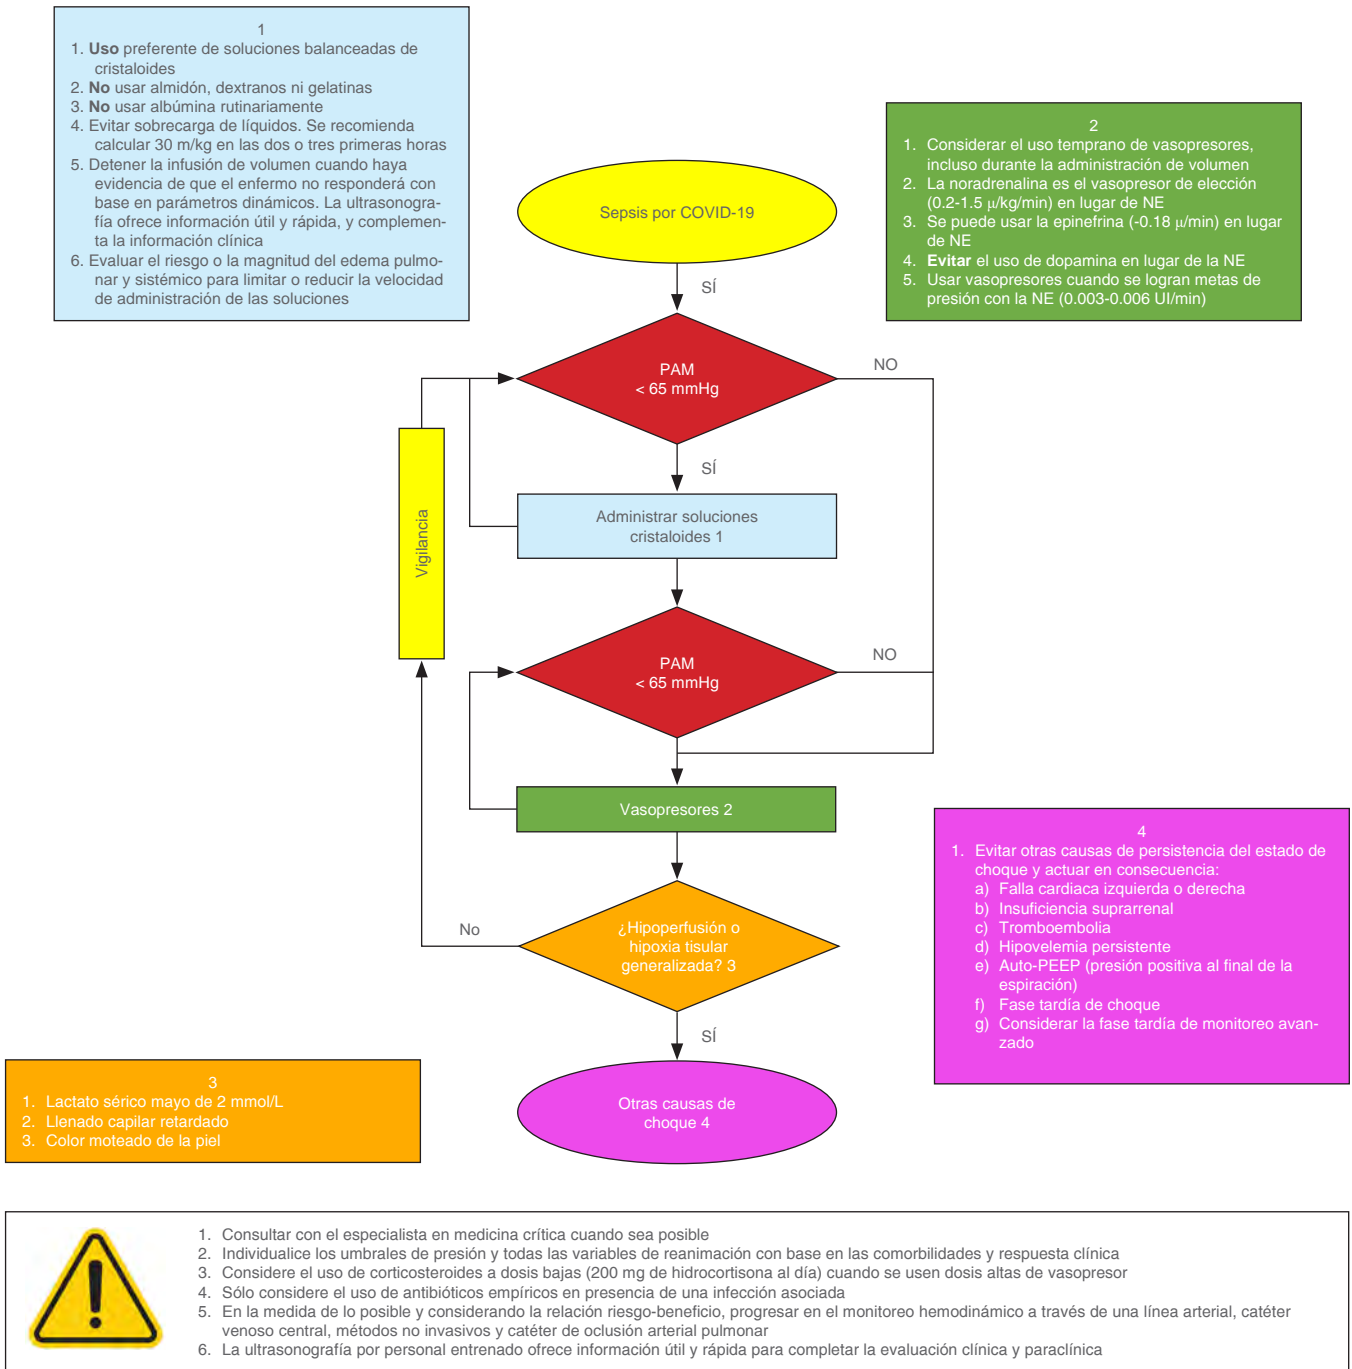 1
1. Uso preferente de soluciones balanceadas de
cristaloides
2. No usar almidón, dextranos ni gelatinas
3. No usar albúmina rutinariamente
4. Evitar sobrecarga de líquidos. Se recomienda
calcular 30 m/kg en las dos o tres primeras horas
5. Detener la infusión de volumen cuando haya
evidencia de que el enfermo no responderá con
base en parámetros dinámicos. La ultrasonogra-
fía ofrece información útil y rápida, y complemen-
ta la información clínica
6. Evaluar el riesgo o la magnitud del edema pulmo-
nar y sistémico para limitar o reducir la velocidad
de administración de las soluciones
2
1. Considerar el uso temprano de vasopresores,
incluso durante la administración de volumen
2. La noradrenalina es el vasopresor de elección
(0.2-1.5 μ/kg/min) en lugar de NE
3. Se puede usar la epinefrina (-0.18 μ/min) en lugar
de NE
4. Evitar el uso de dopamina en lugar de la NE
5. Usar vasopresores cuando se logran metas de
presión con la NE (0.003-0.006 UI/min)
Sepsis por COVID-19
SÍ
PAM
< 65 mmHg
NO
SÍ
Administrar soluciones
cristaloides 1
Vigilancia
PAM
< 65 mmHg
NO
Vasopresores 2
¿Hipoperfusión o
hipoxia tisular
generalizada? 3
No
SÍ
Otras causas de
choque 4
4
1. Evitar otras causas de persistencia del estado de
choque y actuar en consecuencia:
a) Falla cardiaca izquierda o derecha
b) Insuficiencia suprarrenal
c) Tromboembolia
d) Hipovelemia persistente
e) Auto-PEEP (presión positiva al final de la
espiración)
f) Fase tardía de choque
g) Considerar la fase tardía de monitoreo avan-
zado
3
1. Lactato sérico mayo de 2 mmol/L
2. Llenado capilar retardado
3. Color moteado de la piel
1. Consultar con el especialista en medicina crítica cuando sea posible
2. Individualice los umbrales de presión y todas las variables de reanimación con base en las comorbilidades y respuesta clínica
3. Considere el uso de corticosteroides a dosis bajas (200 mg de hidrocortisona al día) cuando se usen dosis altas de vasopresor
4. Sólo considere el uso de antibióticos empíricos en presencia de una infección asociada
5. En la medida de lo posible y considerando la relación riesgo-beneficio, progresar en el monitoreo hemodinámico a través de una línea arterial, catéter
venoso central, métodos no invasivos y catéter de oclusión arterial pulmonar
6. La ultrasonografía por personal entrenado ofrece información útil y rápida para completar la evaluación clínica y paraclínica